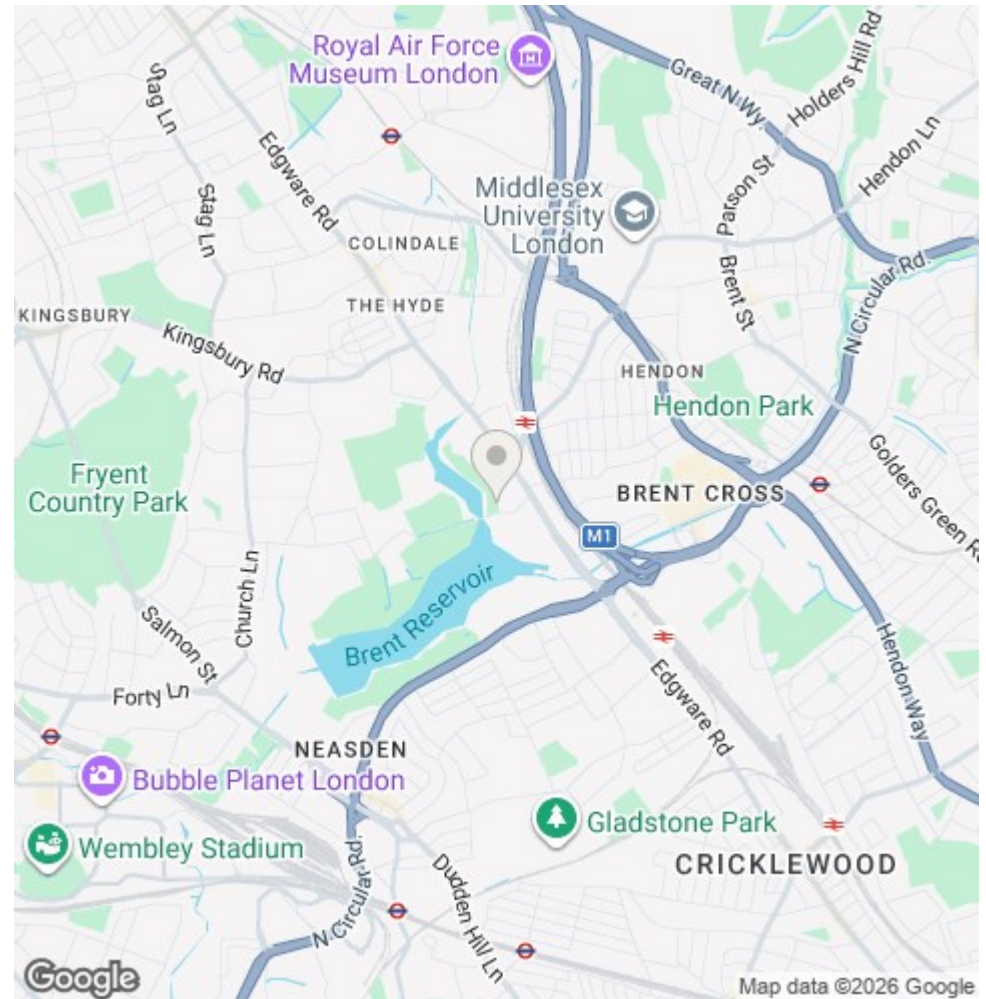 Royal Air Force
Museum London
Great N Wy.
Holders Hill Rd
Stag Ln
Edgware Rd
Parson St
Hendon Ln
Middlesex
University
London
Stag Ln
COLINDALE
Brent St
N Circular Rd.
THE HYDE
KINGSBURY
Kingsbury Rd
HENDON
Hendon Park
Fryent
Country Park
BRENT CROSS
Golders Green Rd
M1
Church Ln
Brent Reservoir
Salmon St
Hendon Way
Forty Ln
Edgware Rd
NEASDEN
Bubble Planet London
Gladstone Park
Wembley Stadium
CRICKLEWOOD
N Circular Rd
Dudden Hill Ln
Google
Map data ©2026 Google